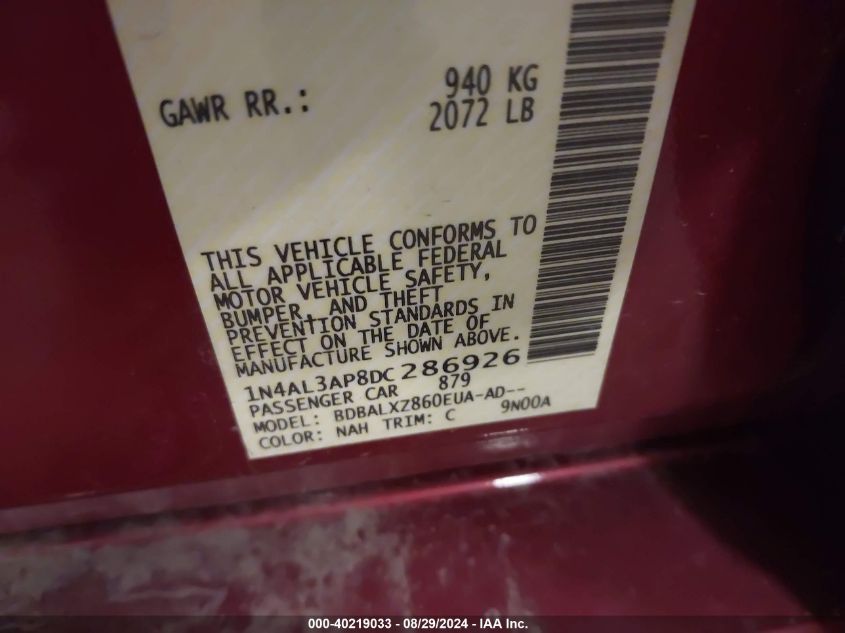 GAWR RR.: 940 KG
2072 LB
THIS VEHICLE CONFORMS TO
ALL APPLICABLE FEDERAL
MOTOR VEHICLE SAFETY,
BUMPER, AND THEFT
PREVENTION STANDARDS IN
EFFECT ON THE DATE OF
MANUFACTURE SHOWN ABOVE.
1N4AL3AP8DC286926
PASSENGER CAR 879
MODEL: BDBALXZ860EUA-AD--
COLOR: NAH TRIM: C 9N00A
000-40219033 - 08/29/2024 - IAA Inc.